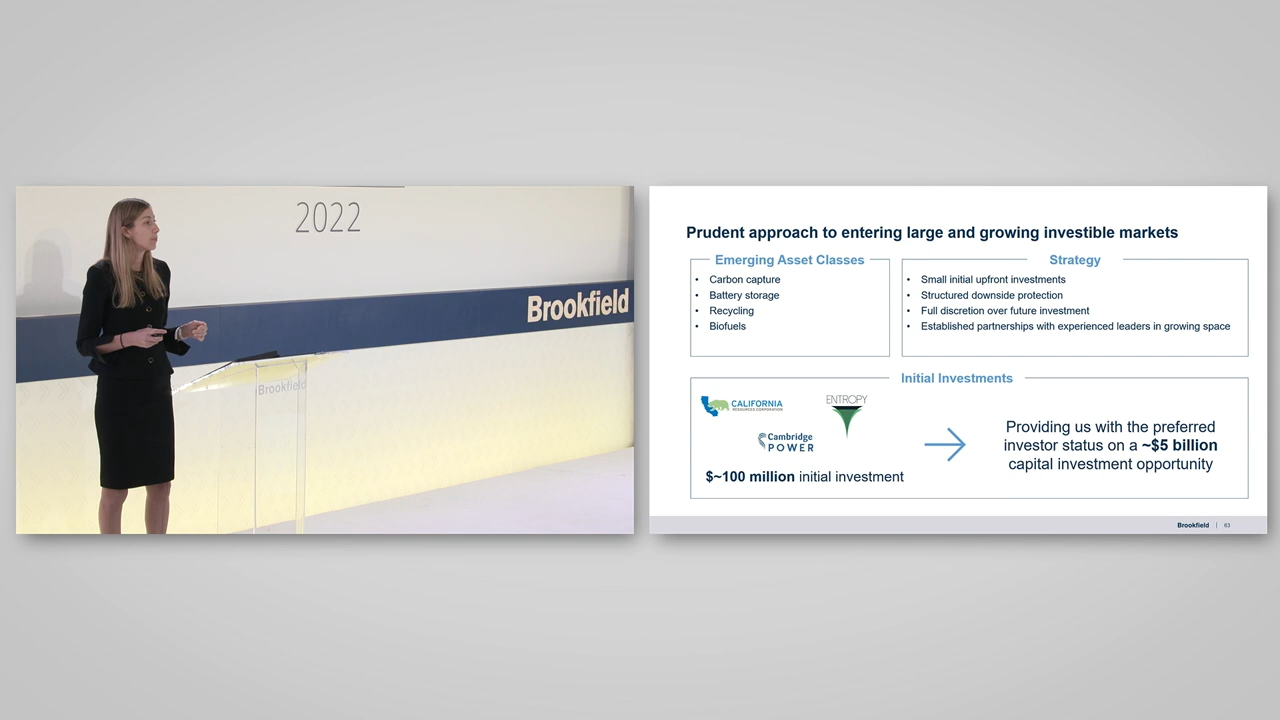 2022
Brookfield
Brookfield
Prudent approach to entering large and growing investible markets
Emerging Asset Classes
• Carbon capture
• Battery storage
• Recycling
• Biofuels
Strategy
• Small initial upfront investments
• Structured downside protection
• Full discretion over future investment
• Established partnerships with experienced leaders in growing space
Initial Investments
CALIFORNIA
RESOURCES CORPORATION
ENTROPY
Cambridge
POWER
$~100 million initial investment
Providing us with the preferred
investor status on a ~$5 billion
capital investment opportunity
Brookfield | 63